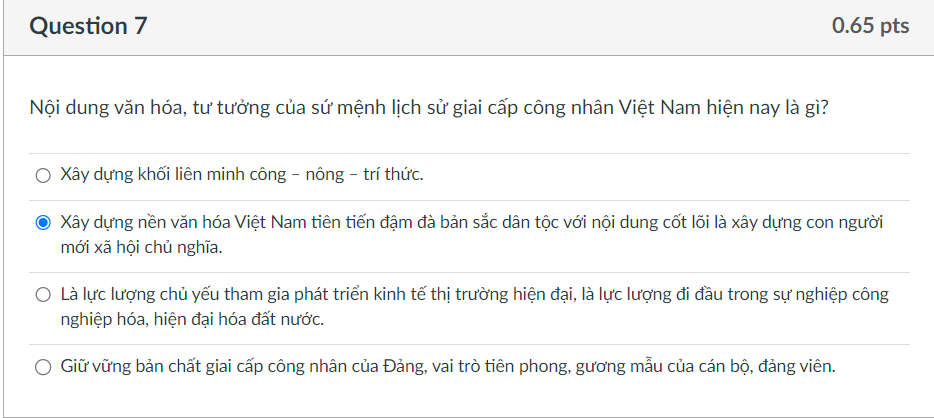 Question 7
0.65 pts
Nội dung văn hóa, tư tưởng của sứ mệnh lịch sử giai cấp công nhân Việt Nam hiện nay là gì?
Xây dựng khối liên minh công – nông – trí thức.
Xây dựng nền văn hóa Việt Nam tiên tiến đậm đà bản sắc dân tộc với nội dung cốt lõi là xây dựng con người
mới xã hội chủ nghĩa.
Là lực lượng chủ yếu tham gia phát triển kinh tế thị trường hiện đại, là lực lượng đi đầu trong sự nghiệp công
nghiệp hóa, hiện đại hóa đất nước.
Giữ vững bản chất giai cấp công nhân của Đảng, vai trò tiên phong, gương mẫu của cán bộ, đảng viên.